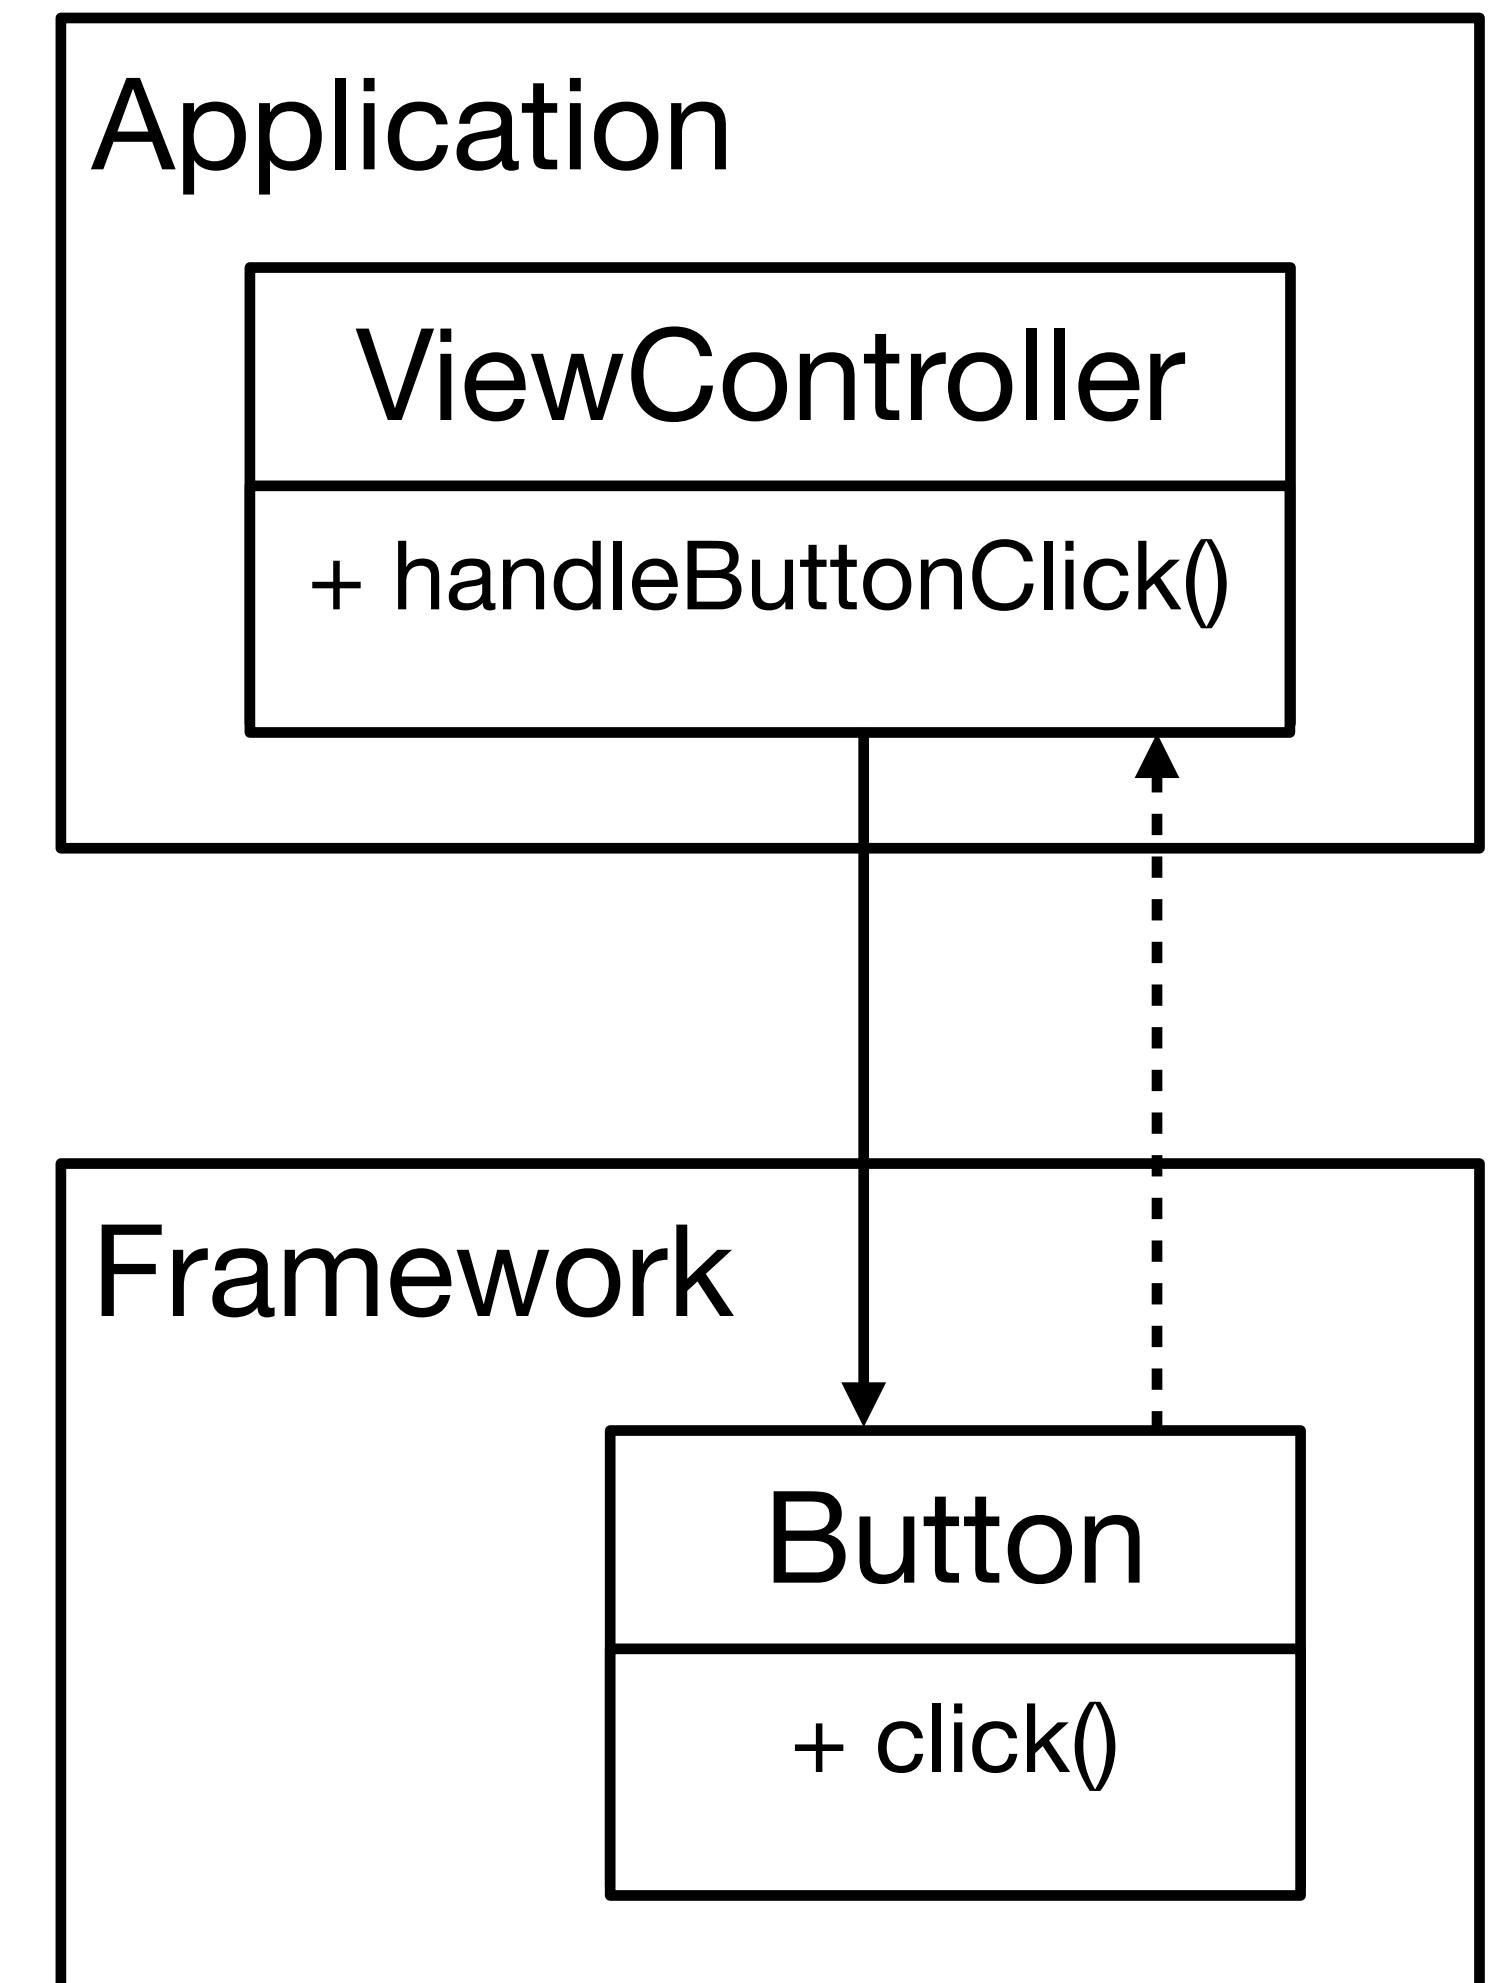 Application
ViewController
+ handleButtonClick()
Framework
Button
+ click()